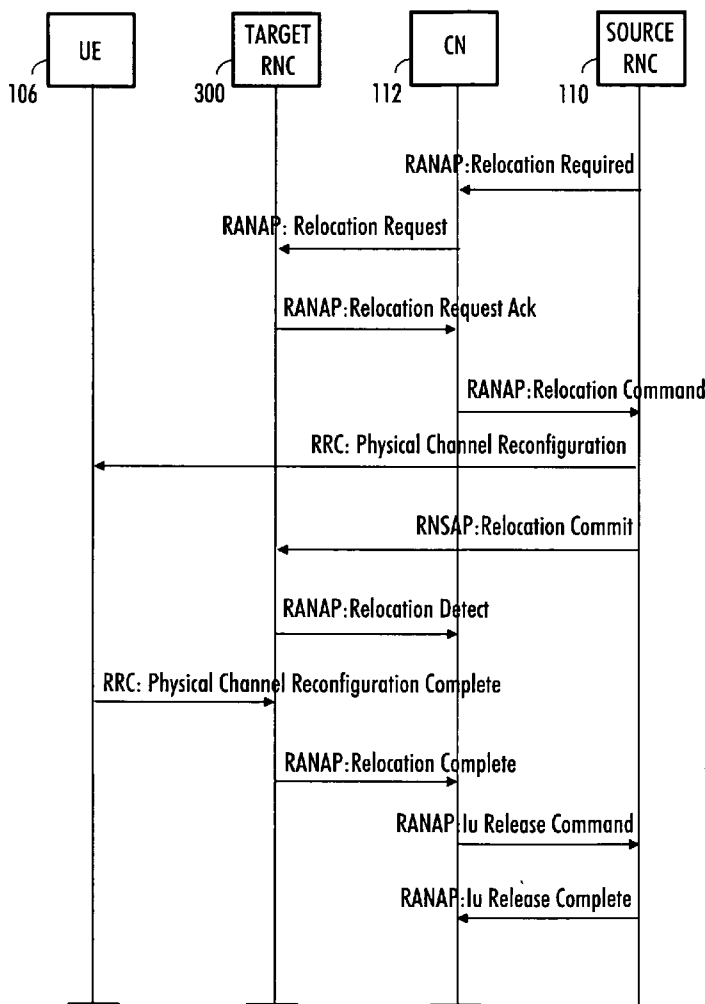 UE
TARGET
RNC
CN
SOURCE
RNC
106
300
112
110
RANAP:Relocation Required
RANAP: Relocation Request
RANAP:Relocation Request Ack
RANAP:Relocation Command
RRC: Physical Channel Reconfiguration
RNSAP:Relocation Commit
RANAP:Relocation Detect
RRC: Physical Channel Reconfiguration Complete
RANAP:Relocation Complete
RANAP:Iu Release Command
RANAP:Iu Release Complete